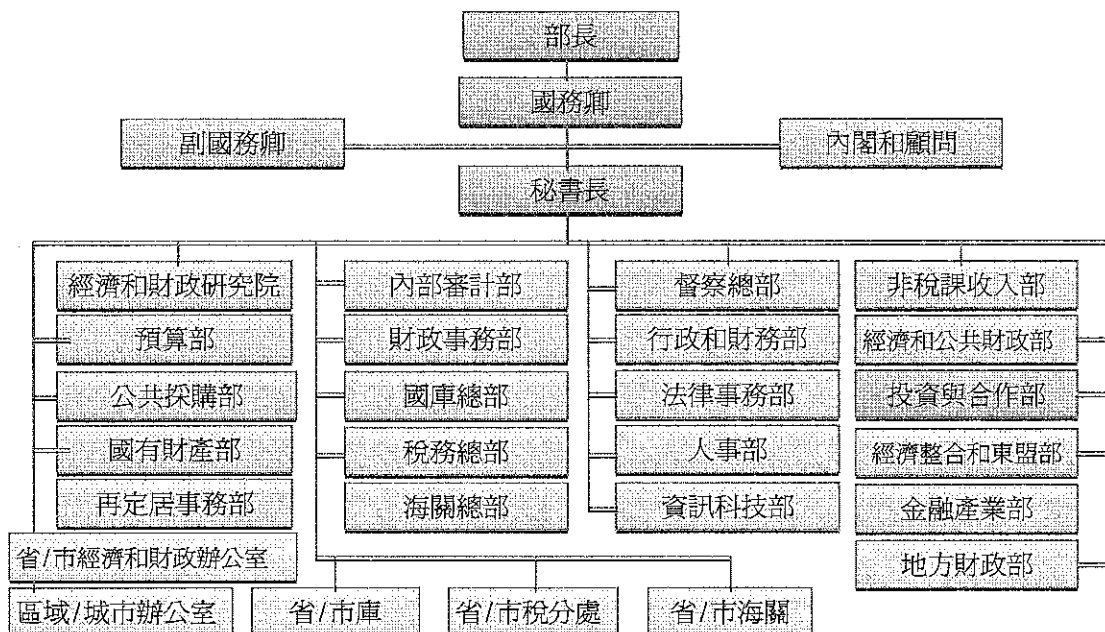 部長
國務卿
副國務卿
內閣和顧問
秘書長
經濟和財政研究院
內部審計部
督察總部
非稅課收入部
預算部
財政事務部
行政和財務部
經濟和公共財政部
公共採購部
國庫總部
法律事務部
投資與合作部
國有財產部
稅務總部
人事部
經濟整合和東盟部
再定居事務部
海關總部
資訊科技部
金融產業部
省/市經濟和財政辦公室
地方財政部
區域/城市辦公室
省/市庫
省/市稅分處
省/市海關